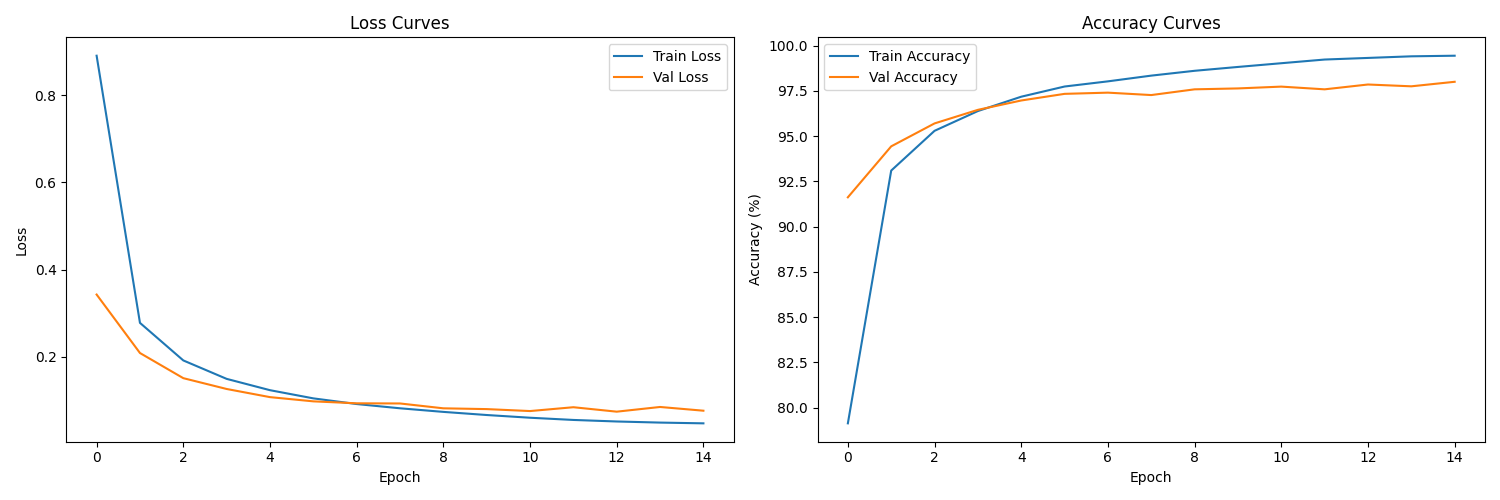 Loss Curves
Train Loss
Val Loss
0.8
0.6
0.4
0.2
Loss
0 2 4 6 8 10 12 14
Epoch
Accuracy Curves
Train Accuracy
Val Accuracy
100.0
97.5
95.0
92.5
90.0
87.5
85.0
82.5
80.0
Accuracy (%)
0 2 4 6 8 10 12 14
Epoch